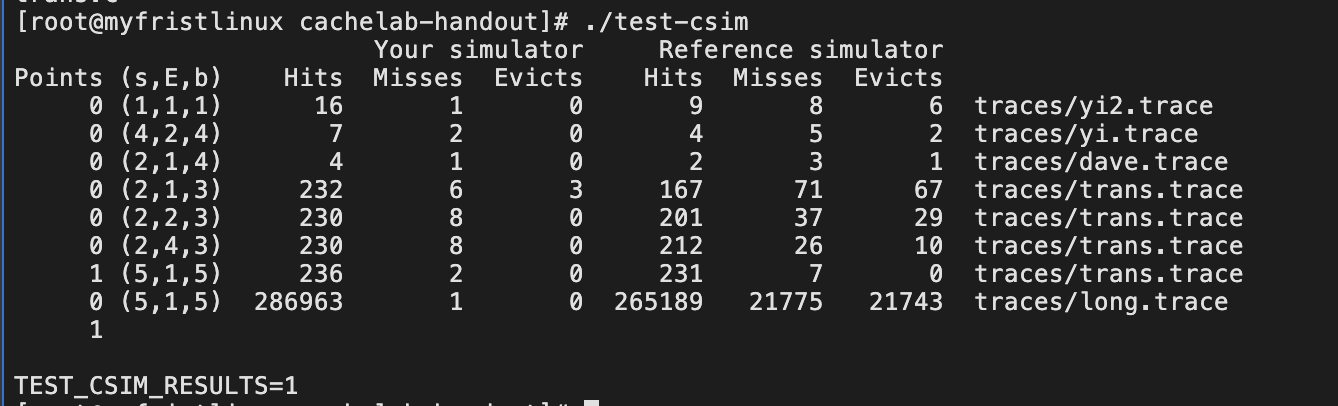 trans.c
[root@myfristlinux cachelab-handout]# ./test-csim
                        Your simulator     Reference simulator
Points (s,E,b)    Hits  Misses  Evicts    Hits  Misses  Evicts
     0 (1,1,1)      16       1       0       9       8       6  traces/yi2.trace
     0 (4,2,4)       7       2       0       4       5       2  traces/yi.trace
     0 (2,1,4)       4       1       0       2       3       1  traces/dave.trace
     0 (2,1,3)     232       6       3     167      71      67  traces/trans.trace
     0 (2,2,3)     230       8       0     201      37      29  traces/trans.trace
     0 (2,4,3)     230       8       0     212      26      10  traces/trans.trace
     1 (5,1,5)     236       2       0     231       7       0  traces/trans.trace
     0 (5,1,5)  286963       1       0  265189   21775   21743  traces/long.trace
     1
TEST_CSIM_RESULTS=1
[root@myfristlinux cachelab-handout]#